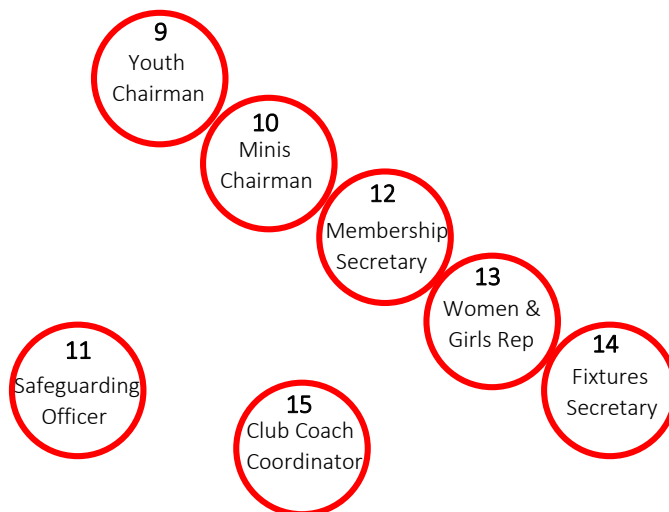 9
Youth
Chairman
10
Minis
Chairman
12
Membership
Secretary
13
Women &
Girls Rep
14
Fixtures
Secretary
11
Safeguarding
Officer
15
Club Coach
Coordinator